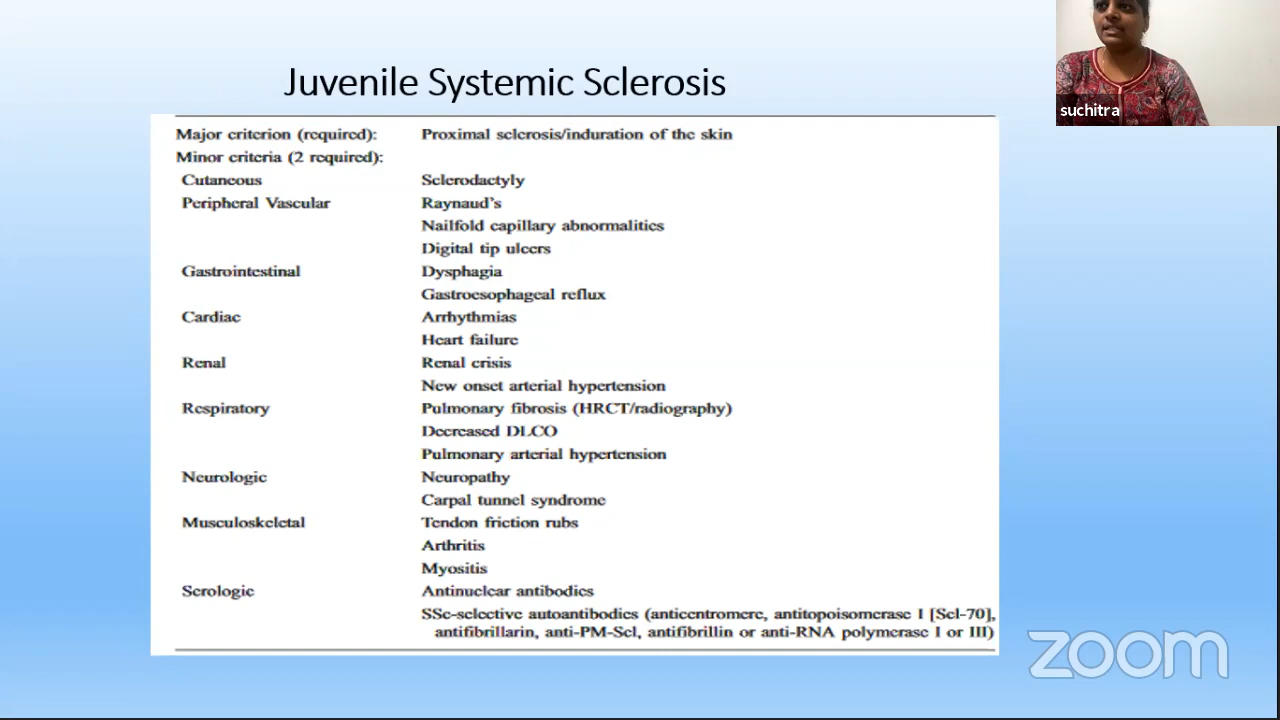 Juvenile Systemic Sclerosis
suchitra
Major criterion (required): Proximal sclerosis/induration of the skin
Minor criteria (2 required):
Cutaneous Sclerodactyly
Peripheral Vascular Raynaud's
Nailfold capillary abnormalities
Digital tip ulcers
Gastrointestinal Dysphagia
Gastroesophageal reflux
Cardiac Arrhythmias
Heart failure
Renal Renal crisis
New onset arterial hypertension
Respiratory Pulmonary fibrosis (HRCT/radiography)
Decreased DLCO
Pulmonary arterial hypertension
Neurologic Neuropathy
Carpal tunnel syndrome
Musculoskeletal Tendon friction rubs
Arthritis
Myositis
Serologic Antinuclear antibodies
SSc-selective autoantibodies (anticentromere, antitopoisomerase I [Scl-70],
antifibrillarin, anti-PM-Scl, antifibrillin or anti-RNA polymerase I or III)
zoom